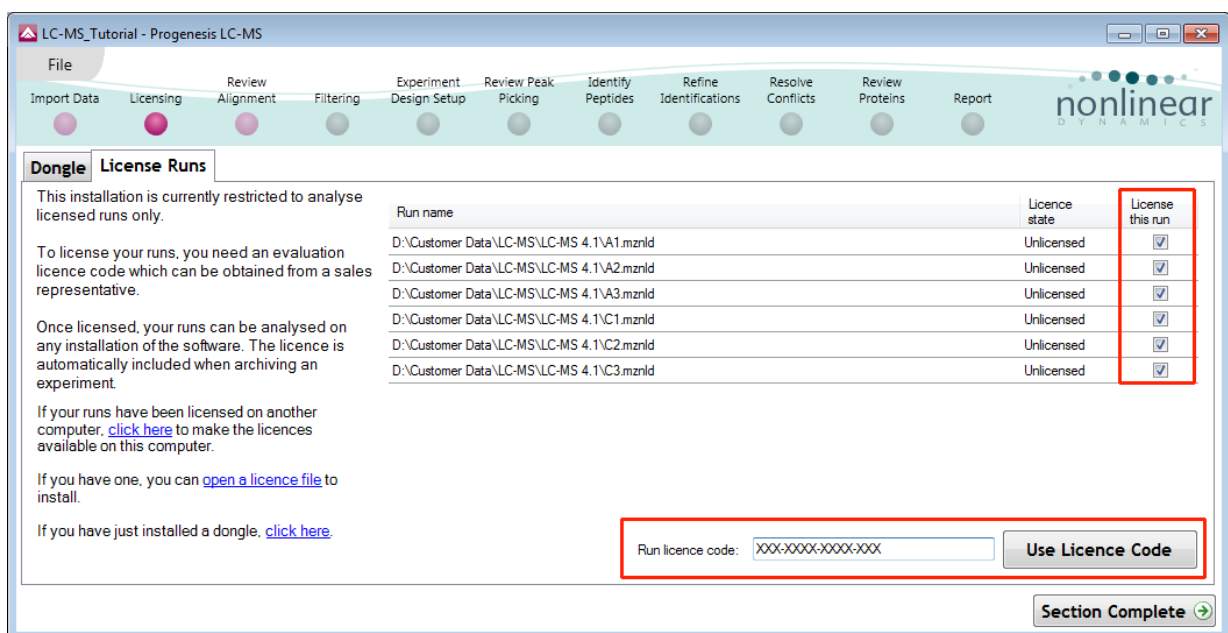 LC-MS_Tutorial - Progenesis LC-MS
File
Import Data
Licensing
Review
Alignment
Filtering
Experiment
Design Setup
Review Peak
Picking
Identify
Peptides
Refine
Identifications
Resolve
Conflicts
Review
Proteins
Report
nonlinear
DYNAMICS
Dongle
License Runs
This installation is currently restricted to analyse
licensed runs only.
To license your runs, you need an evaluation
licence code which can be obtained from a sales
representative.
Once licensed, your runs can be analysed on
any installation of the software. The licence is
automatically included when archiving an
experiment.
If your runs have been licensed on another
computer, click here to make the licences
available on this computer.
If you have one, you can open a licence file to
install.
If you have just installed a dongle, click here.
Run name
Licence
state
License
this run
D:\Customer Data\LC-MS\LC-MS 4.1\A1.mznld Unlicensed
D:\Customer Data\LC-MS\LC-MS 4.1\A2.mznld Unlicensed
D:\Customer Data\LC-MS\LC-MS 4.1\A3.mznld Unlicensed
D:\Customer Data\LC-MS\LC-MS 4.1\C1.mznld Unlicensed
D:\Customer Data\LC-MS\LC-MS 4.1\C2.mznld Unlicensed
D:\Customer Data\LC-MS\LC-MS 4.1\C3.mznld Unlicensed
Run licence code: XXX-XXXX-XXXX-XXX Use Licence Code
Section Complete